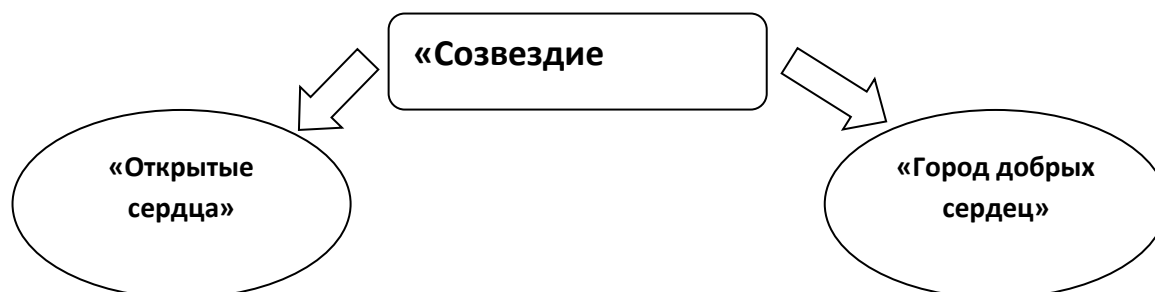 «Созвездие
«Открытые
сердца»
«Город добрых
сердец»